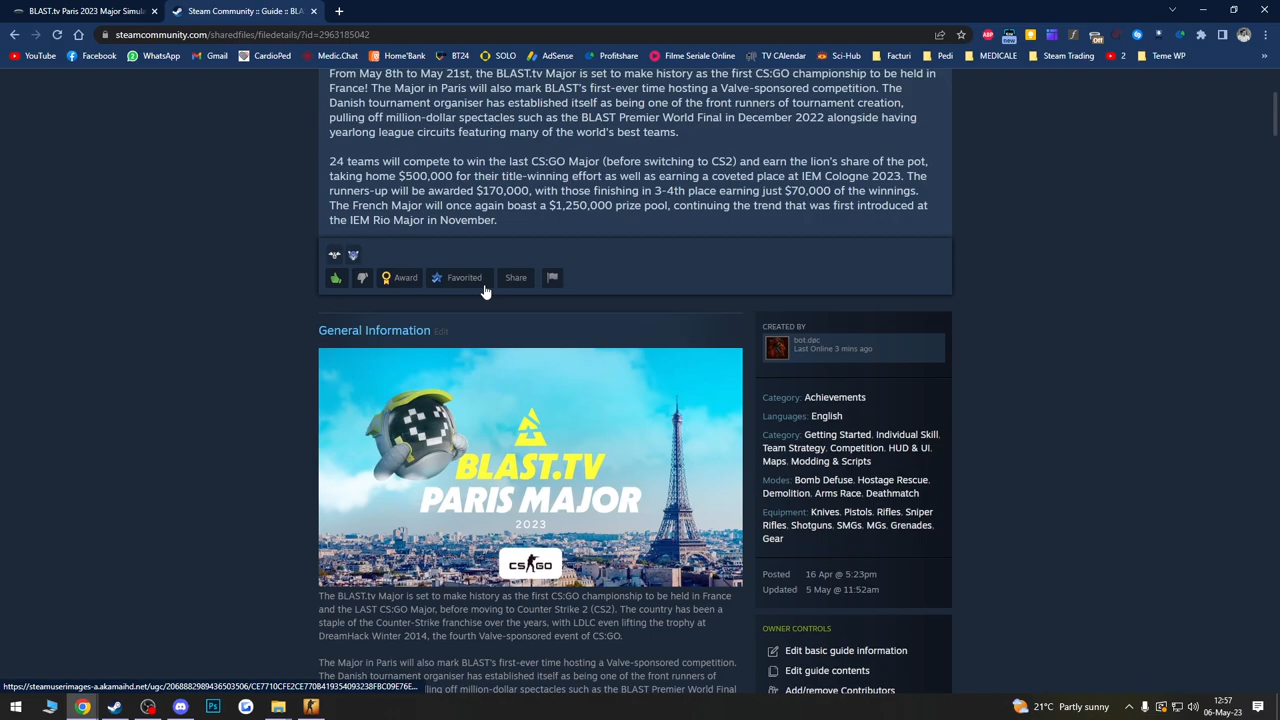 BLAST.tv Paris 2023 Major Simula
Steam Community :: Guide :: BLA
steamcommunity.com/sharedfiles/filedetails/?id=2963185042
YouTube
Facebook
WhatsApp
Gmail
CardioPed
Medic.Chat
Home'Bank
BT24
SOLO
AdSense
Profitshare
Filme Seriale Online
TV CAlendar
Sci-Hub
Facturi
Pedi
MEDICALE
Steam Trading
2
Teme WP
From May 8th to May 21st, the BLAST.tv Major is set to make history as the first CS:GO championship to be held in
France! The Major in Paris will also mark BLAST's first-ever time hosting a Valve-sponsored competition. The
Danish tournament organiser has established itself as being one of the front runners of tournament creation,
pulling off million-dollar spectacles such as the BLAST Premier World Final in December 2022 alongside having
yearlong league circuits featuring many of the world's best teams.
24 teams will compete to win the last CS:GO Major (before switching to CS2) and earn the lion's share of the pot,
taking home $500,000 for their title-winning effort as well as earning a coveted place at IEM Cologne 2023. The
runners-up will be awarded $170,000, with those finishing in 3-4th place earning just $70,000 of the winnings.
The French Major will once again boast a $1,250,000 prize pool, continuing the trend that was first introduced at
the IEM Rio Major in November.
Award
Favorited
Share
General Information Edit
BLAST.TV
PARIS MAJOR
2023
CS:GO
The BLAST.tv Major is set to make history as the first CS:GO championship to be held in France
and the LAST CS:GO Major, before moving to Counter Strike 2 (CS2). The country has been a
staple of the Counter-Strike franchise over the years, with LDLC even lifting the trophy at
DreamHack Winter 2014, the fourth Valve-sponsored event of CS:GO.
The Major in Paris will also mark BLAST's first-ever time hosting a Valve-sponsored competition.
The Danish tournament organiser has established itself as being one of the front runners of
lling off million-dollar spectacles such as the BLAST Premier World Final in
CREATED BY
bot.døc
Last Online 3 mins ago
Category: Achievements
Languages: English
Category: Getting Started, Individual Skill,
Team Strategy, Competition, HUD & UI,
Maps, Modding & Scripts
Modes: Bomb Defuse, Hostage Rescue,
Demolition, Arms Race, Deathmatch
Equipment: Knives, Pistols, Rifles, Sniper
Rifles, Shotguns, SMGs, MGs, Grenades,
Gear
Posted 16 Apr @ 5:23pm
Updated 5 May @ 11:52am
OWNER CONTROLS
Edit basic guide information
Edit guide contents
Add/remove Contributors
21°C Partly sunny
12:57
06-May-23